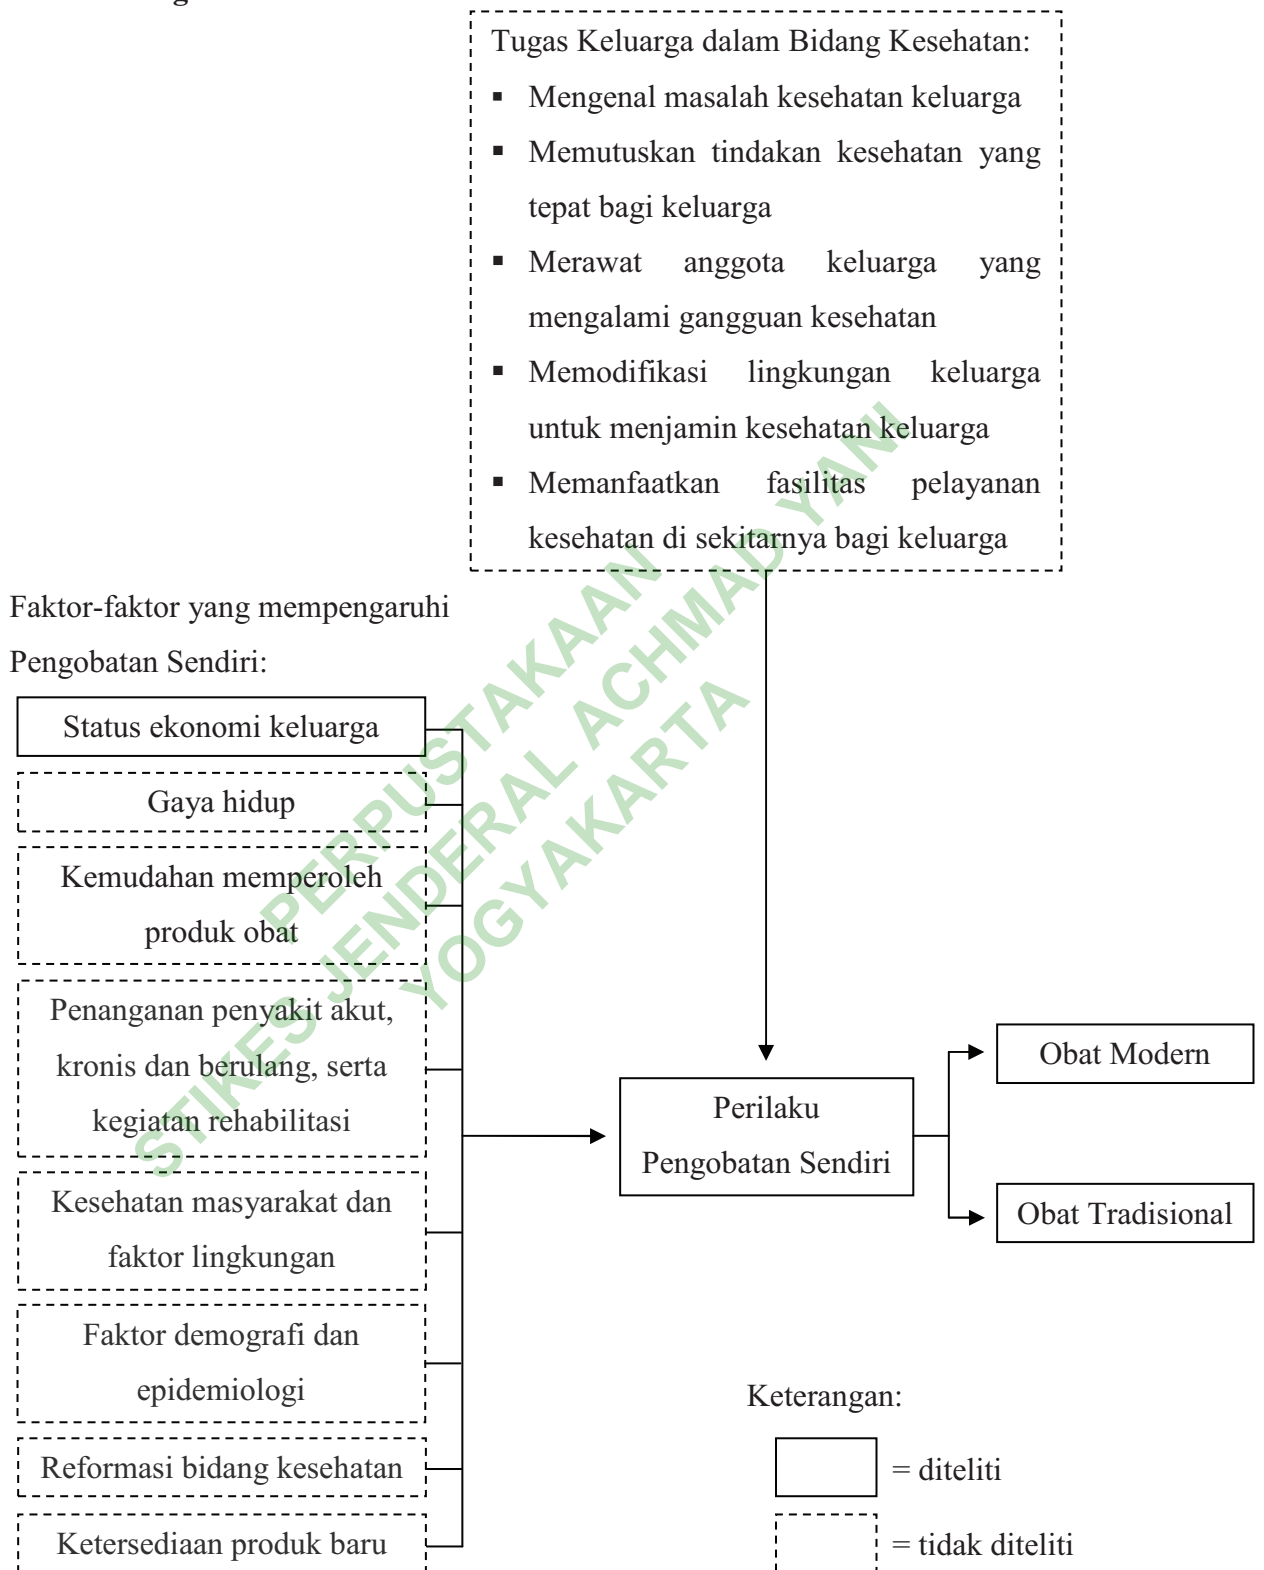 Tugas Keluarga dalam Bidang Kesehatan:
▪ Mengenal masalah kesehatan keluarga
▪ Memutuskan tindakan kesehatan yang
tepat bagi keluarga
▪ Merawat anggota keluarga yang
mengalami gangguan kesehatan
▪ Memodifikasi lingkungan keluarga
untuk menjamin kesehatan keluarga
▪ Memanfaatkan fasilitas pelayanan
kesehatan di sekitarnya bagi keluarga
Faktor-faktor yang mempengaruhi
Pengobatan Sendiri:
Status ekonomi keluarga
Gaya hidup
Kemudahan memperoleh
produk obat
Penanganan penyakit akut,
kronis dan berulang, serta
kegiatan rehabilitasi
Kesehatan masyarakat dan
faktor lingkungan
Faktor demografi dan
epidemiologi
Reformasi bidang kesehatan
Ketersediaan produk baru
Perilaku
Pengobatan Sendiri
Obat Modern
Obat Tradisional
Keterangan:
= diteliti
= tidak diteliti
PERPUSTAKAAN
STIKES JENDERAL ACHMAD YANI
YOGYAKARTA